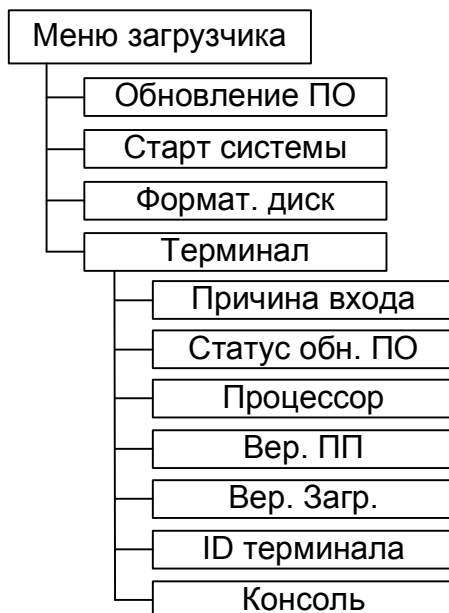 Меню загрузчика
Обновление ПО
Старт системы
Формат. диск
Терминал
Причина входа
Статус обн. ПО
Процессор
Вер. ПП
Вер. Загр.
ID терминала
Консоль